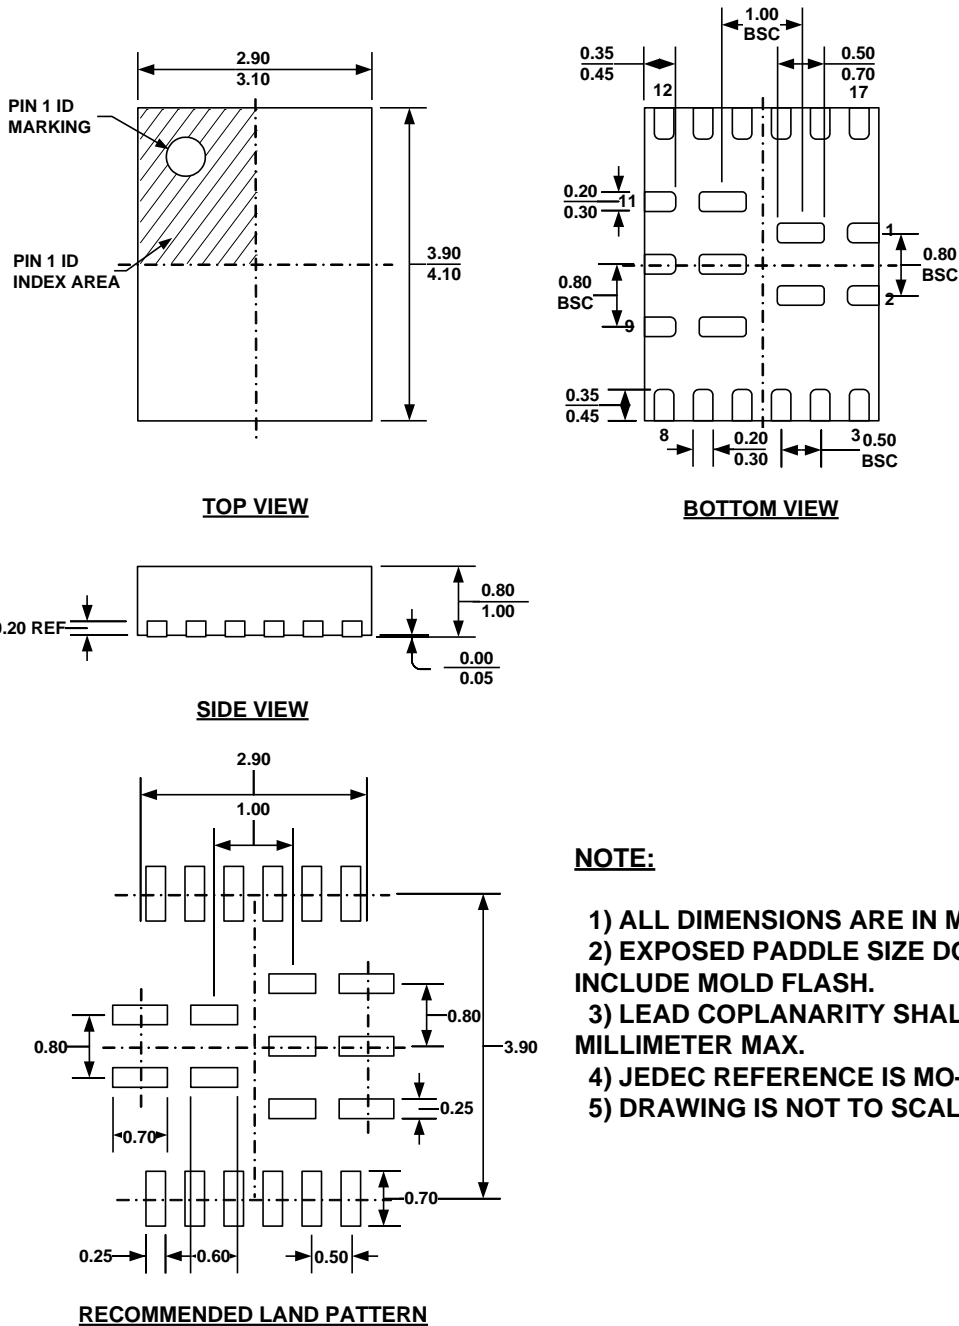 2.90
3.10
PIN 1 ID
MARKING
PIN 1 ID
INDEX AREA
3.90
4.10
TOP VIEW
1.00
BSC
0.35
0.45
0.50
0.70
12
17
0.20
0.30
11
1
0.80
BSC
0.80
BSC
2
9
0.35
0.45
8
0.20
0.30
3
0.50
BSC
BOTTOM VIEW
0.80
1.00
0.20 REF
0.00
0.05
SIDE VIEW
2.90
1.00
0.80
0.80
3.90
0.25
0.70
0.70
0.25
0.60
0.50
RECOMMENDED LAND PATTERN
NOTE:
1) ALL DIMENSIONS ARE IN
2) EXPOSED PADDLE SIZE
INCLUDE MOLD FLASH.
3) LEAD COPLANARITY
MILLIMETER MAX.
4) JEDEC REFERENCE IS MO-
5) DRAWING IS NOT TO